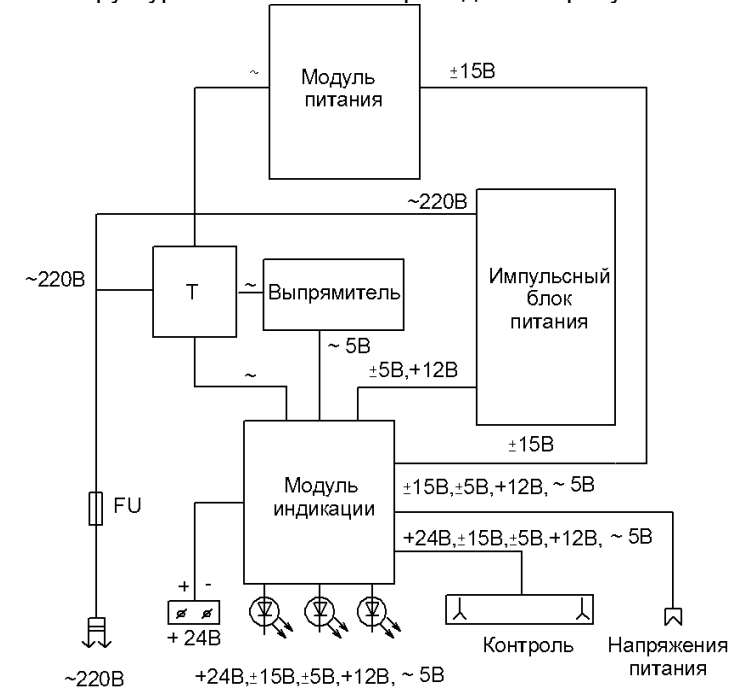 ~
Модуль
питания
±15В
~220В
~220В
Т
~
Выпрямитель
Импульсный
блок
питания
~ 5В
~
±5В,+12В
±15В
Модуль
индикации
±15В,±5В,+12В, ~ 5В
FU
+24В,±15В,±5В,+12В, ~ 5В
+ -
+ 24В
Контроль
Напряжения
питания
~220В
+24В,±15В,±5В,+12В, ~ 5В